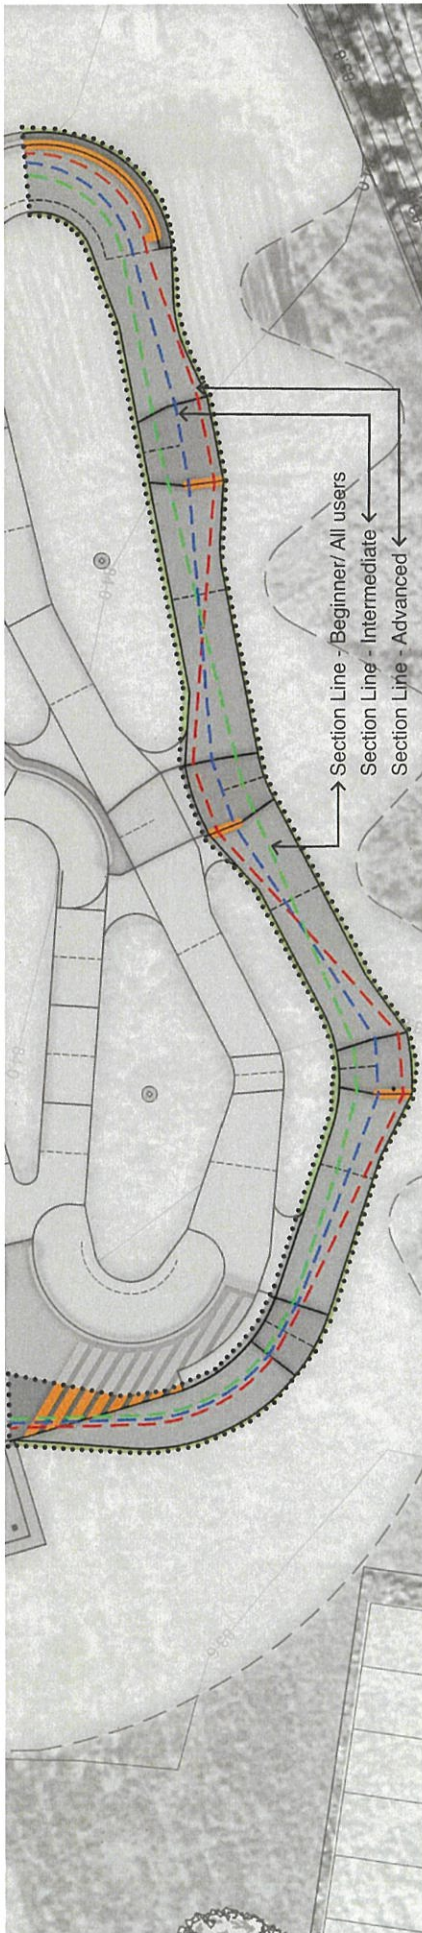 Section Line - Beginner/ All users
Section Line - Intermediate
Section Line - Advanced